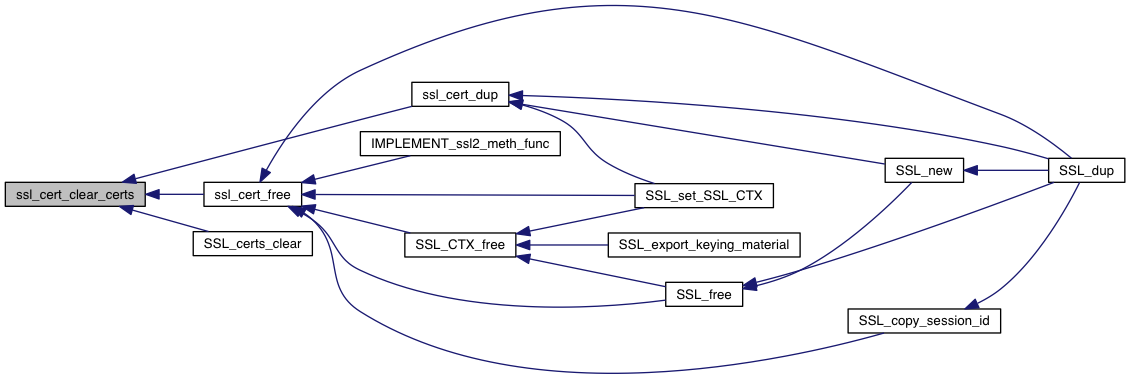 ssl_cert_clear_certs
ssl_cert_dup
ssl_cert_free
SSL_certs_clear
IMPLEMENT_ssl2_meth_func
SSL_CTX_free
SSL_set_SSL_CTX
SSL_export_keying_material
SSL_free
SSL_new
SSL_copy_session_id
SSL_dup